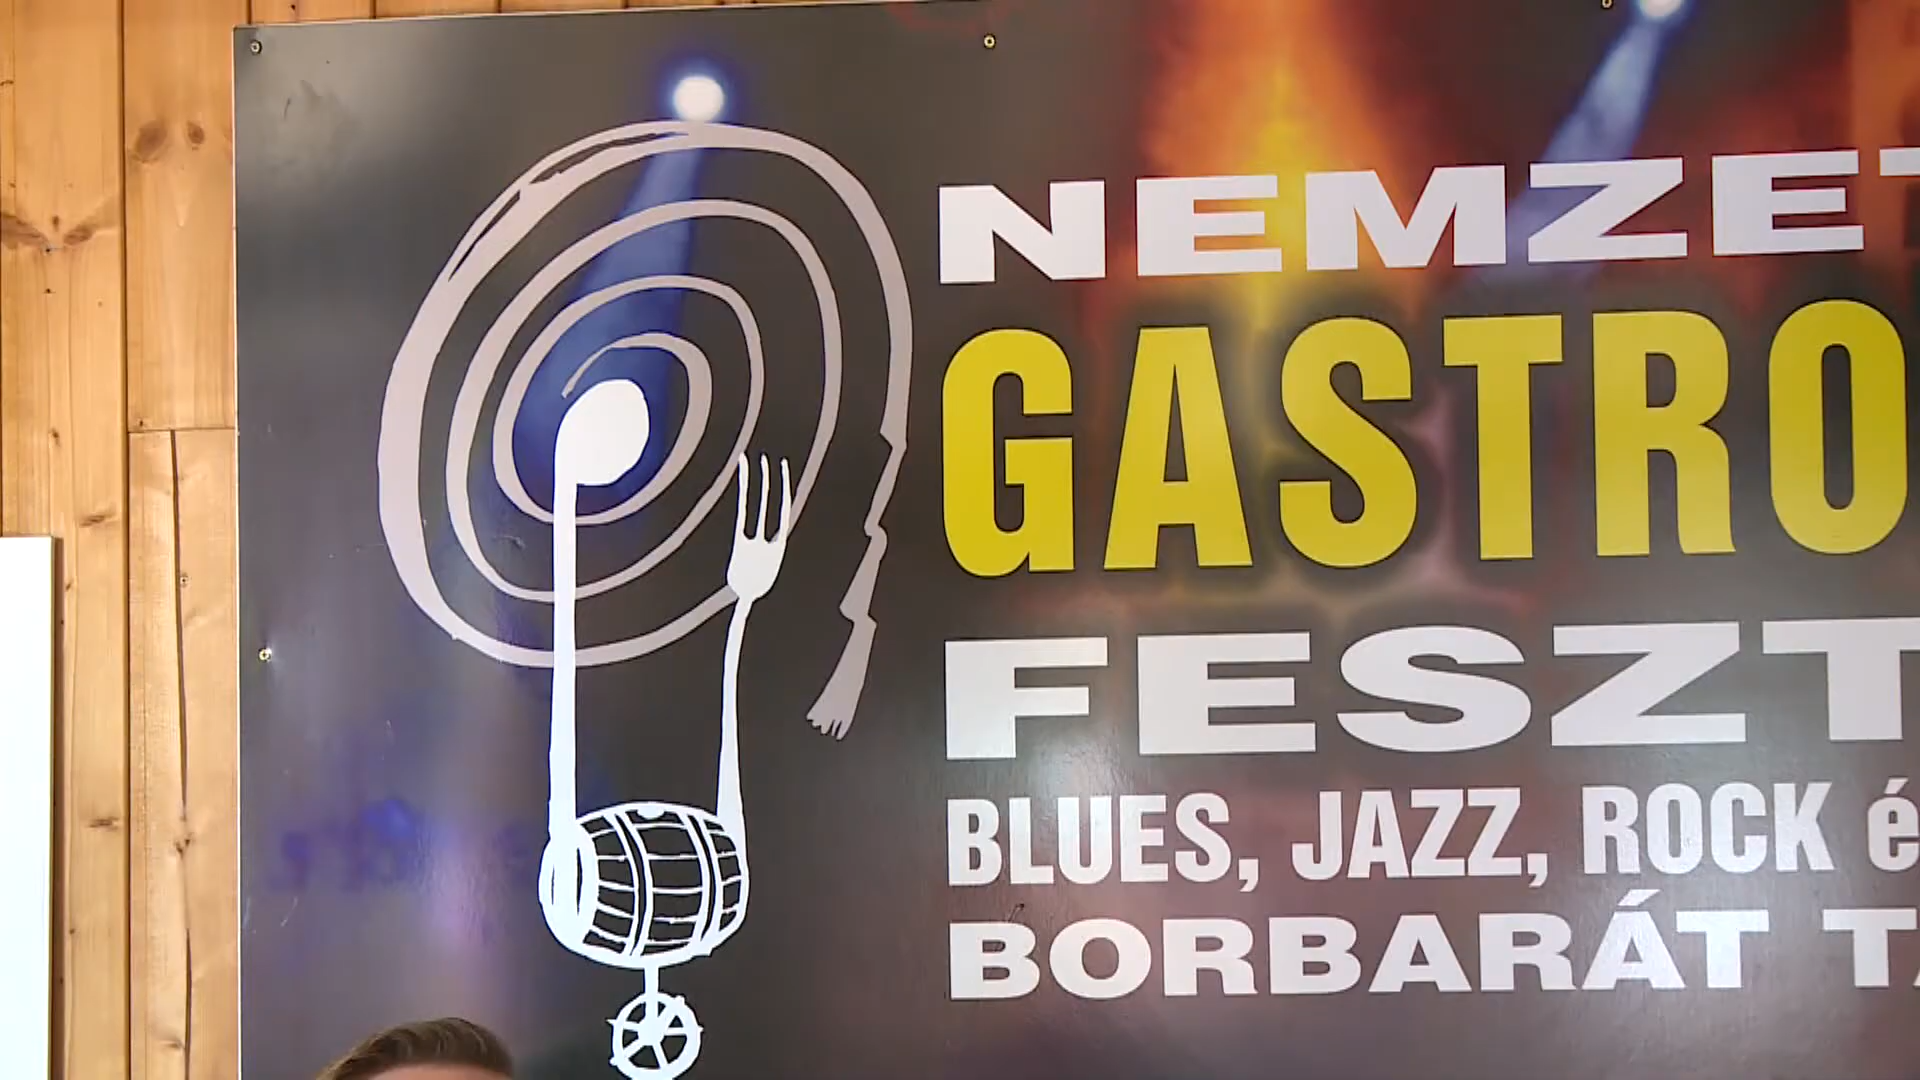 NEMZET
GASTRO
FESZT
BLUES, JAZZ, ROCK é
BORBARÁT TA